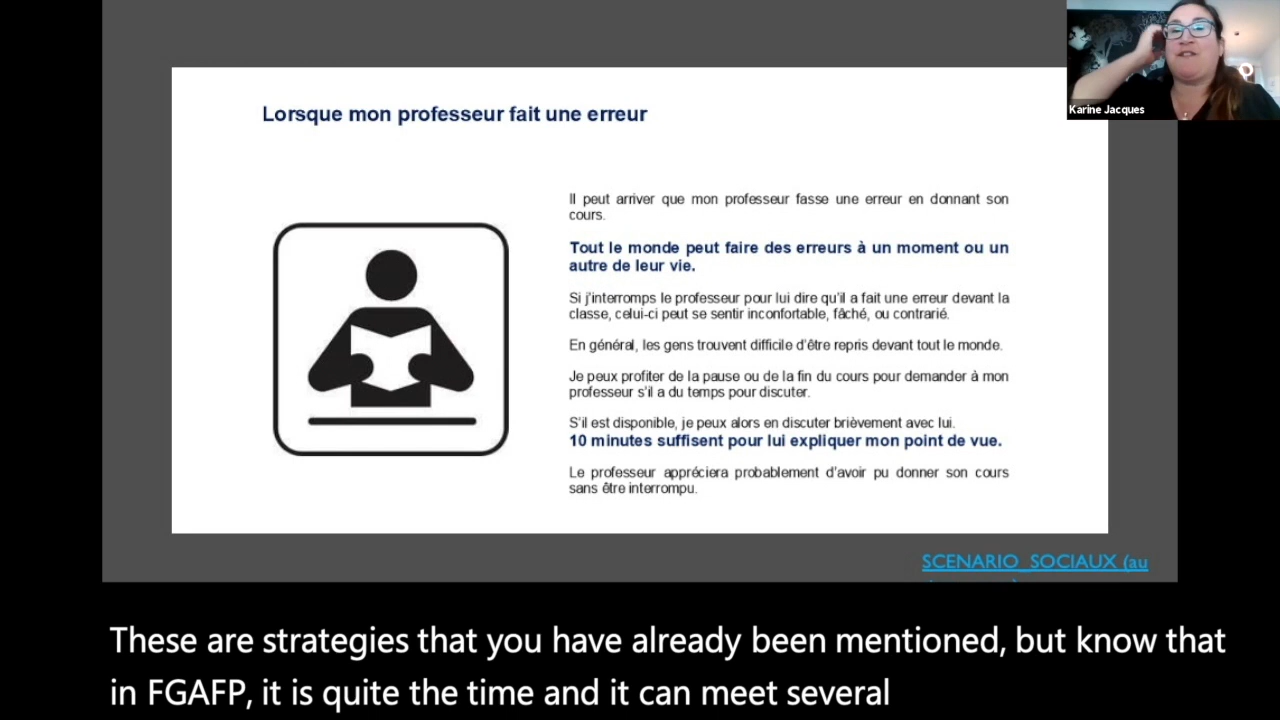 Karine Jacques
Lorsque mon professeur fait une erreur
Il peut arriver que mon professeur fasse une erreur en donnant son
cours.
Tout le monde peut faire des erreurs à un moment ou un
autre de leur vie.
Si j'interromps le professeur pour lui dire qu'il a fait une erreur devant la
classe, celui-ci peut se sentir inconfortable, fâché, ou contrarié.
En général, les gens trouvent difficile d'être repris devant tout le monde.
Je peux profiter de la pause ou de la fin du cours pour demander à mon
professeur s'il a du temps pour discuter.
S'il est disponible, je peux alors en discuter brièvement avec lui.
10 minutes suffisent pour lui expliquer mon point de vue.
Le professeur appréciera probablement d'avoir pu donner son cours
sans être interrompu.
SCENARIO_SOCIAUX (au
These are strategies that you have already been mentioned, but know that
in FGAFP, it is quite the time and it can meet several